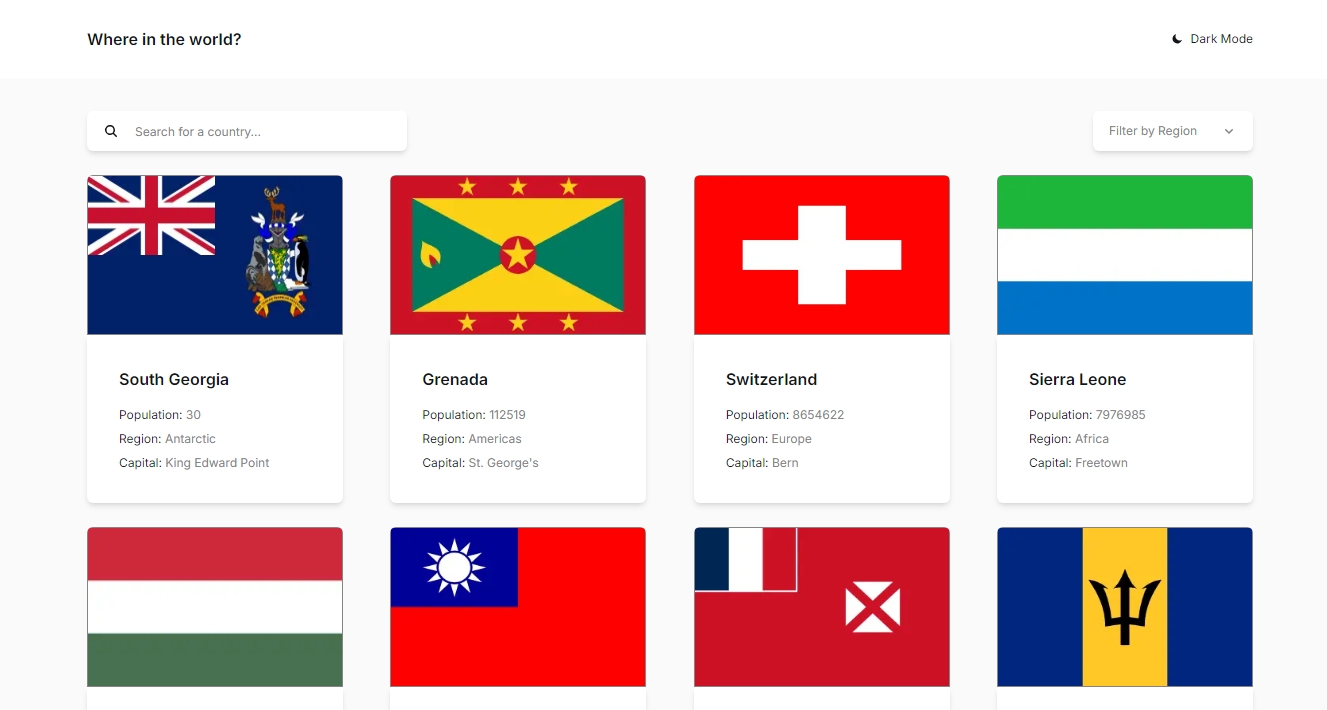 Where in the world?
Dark Mode
Search for a country...
Filter by Region
South Georgia
Population: 30
Region: Antarctic
Capital: King Edward Point
Grenada
Population: 112519
Region: Americas
Capital: St. George's
Switzerland
Population: 8654622
Region: Europe
Capital: Bern
Sierra Leone
Population: 7976985
Region: Africa
Capital: Freetown